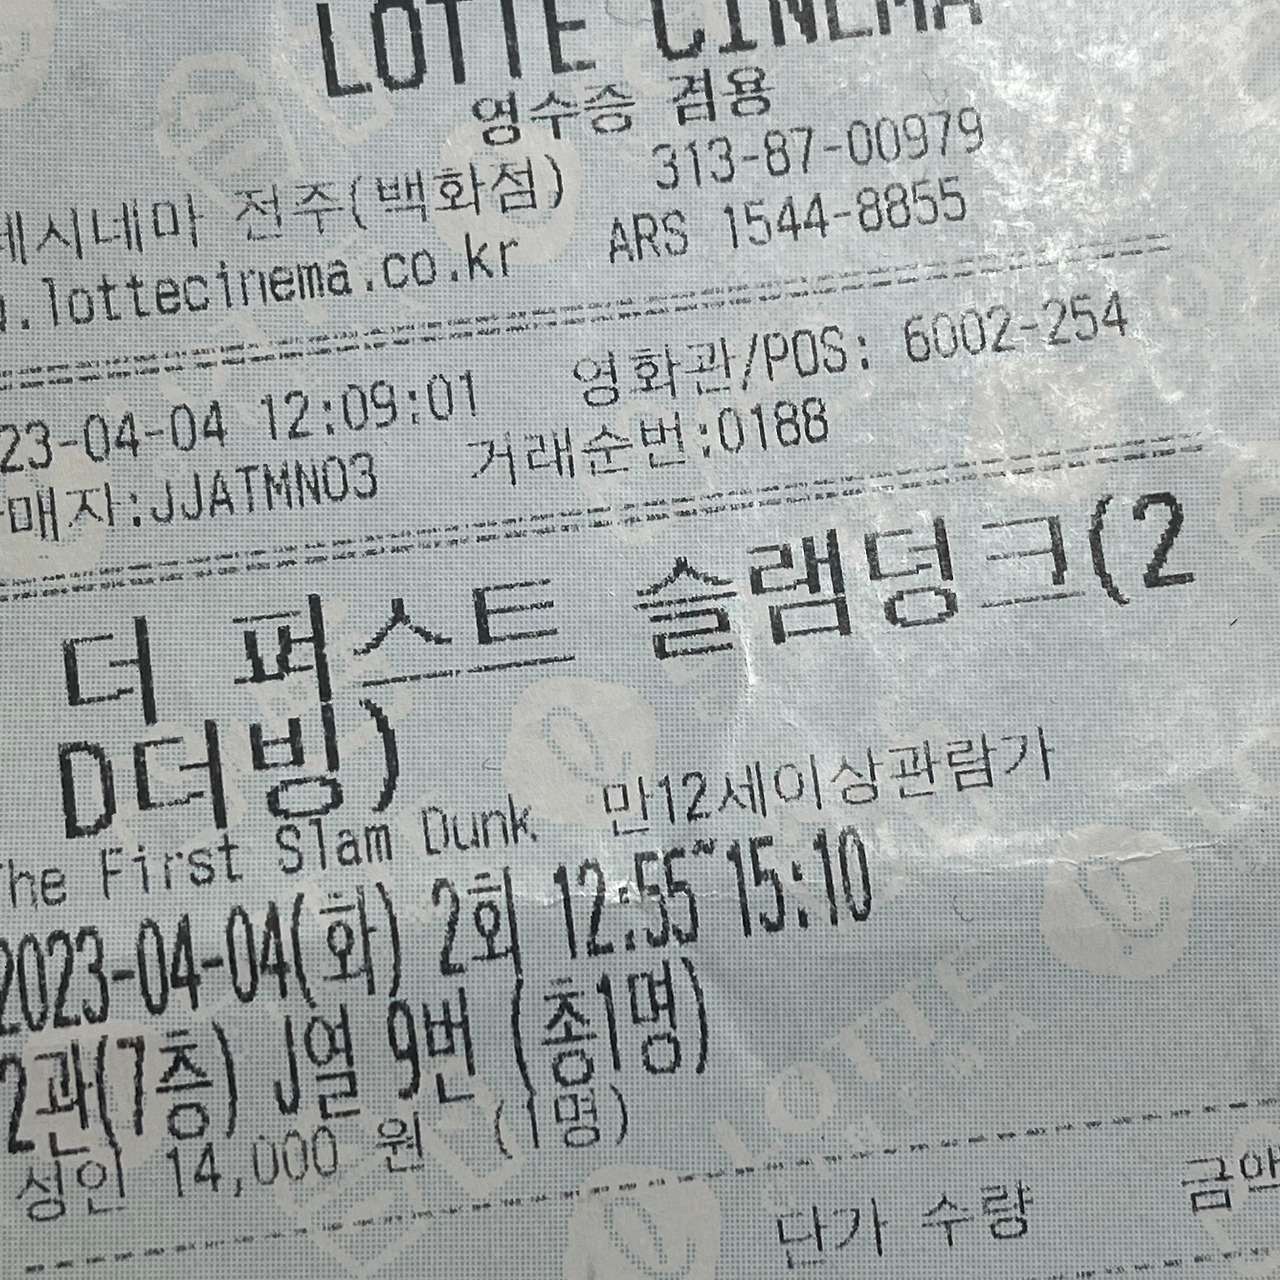 LOTTE CINEMA
영수증 겸용
네시네마 전주(백화점) 313-87-00979
.lottecinema.co.kr ARS 1544-8855
23-04-04 12:09:01 영화관/POS: 6002-254
매자:JJATMN03 거래순번:0188
더 퍼스트 슬램덩크(2
D더빙)
The First Slam Dunk 만12세이상관람가
2023-04-04(화) 2회 12:55~15:10
2관(7층) J열 9번 (총1명)
성인 14,000 원 (1명)
단가 수량 금액
LOTTE